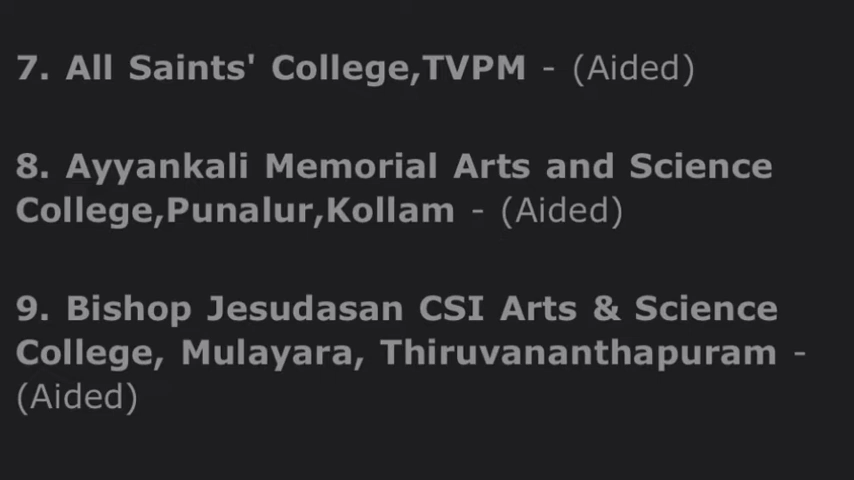 7. All Saints' College,TVPM - (Aided)
8. Ayyankali Memorial Arts and Science
College,Punalur,Kollam - (Aided)
9. Bishop Jesudasan CSI Arts & Science
College, Mulayara, Thiruvananthapuram -
(Aided)